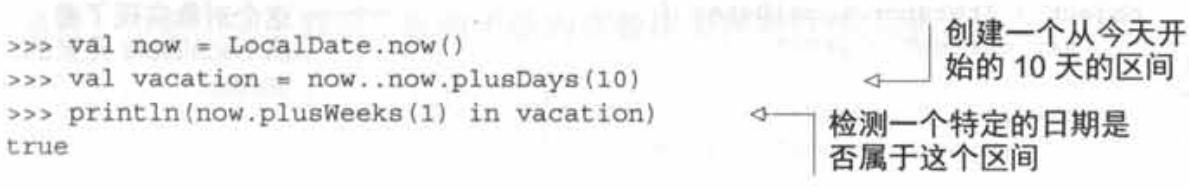 >>> val now = LocalDate.now()
>>> val vacation = now..now.plusDays(10)
>>> println(now.plusWeeks(1) in vacation)
true
创建一个从今天开
始的 10 天的区间
检测一个特定的日期是
否属于这个区间